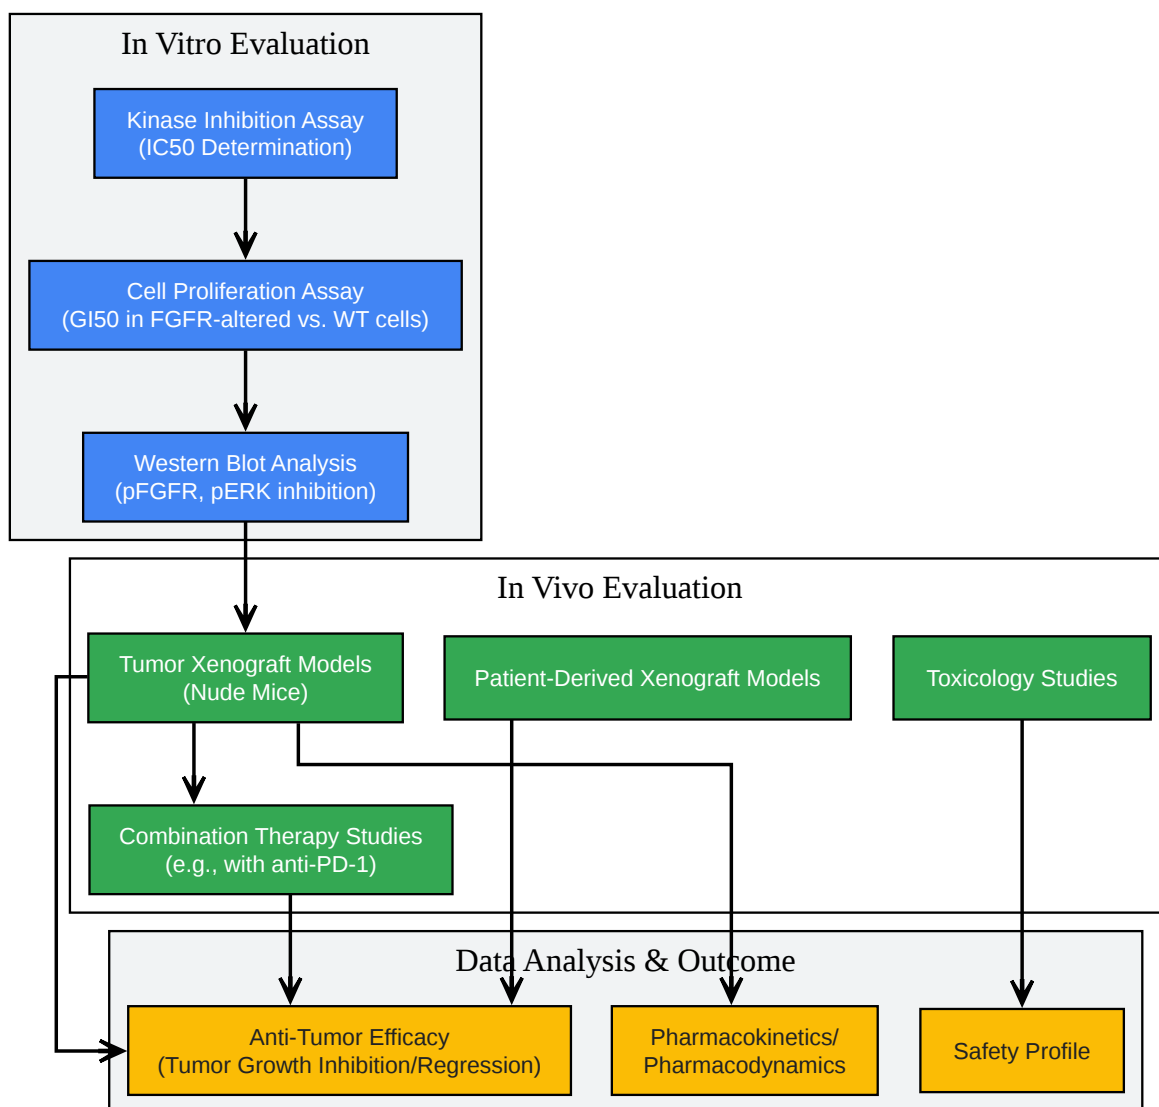 In Vitro Evaluation
Kinase Inhibition Assay
(IC50 Determination)
Cell Proliferation Assay
(GI50 in FGFR-altered vs. WT cells)
Western Blot Analysis
(pFGFR, pERK inhibition)
In Vivo Evaluation
Tumor Xenograft Models
(Nude Mice)
Patient-Derived Xenograft Models
Toxicology Studies
Combination Therapy Studies
(e.g., with anti-PD-1)
Data Analysis & Outcome
Anti-Tumor Efficacy
(Tumor Growth Inhibition/Regression)
Pharmacokinetics/
Pharmacodynamics
Safety Profile